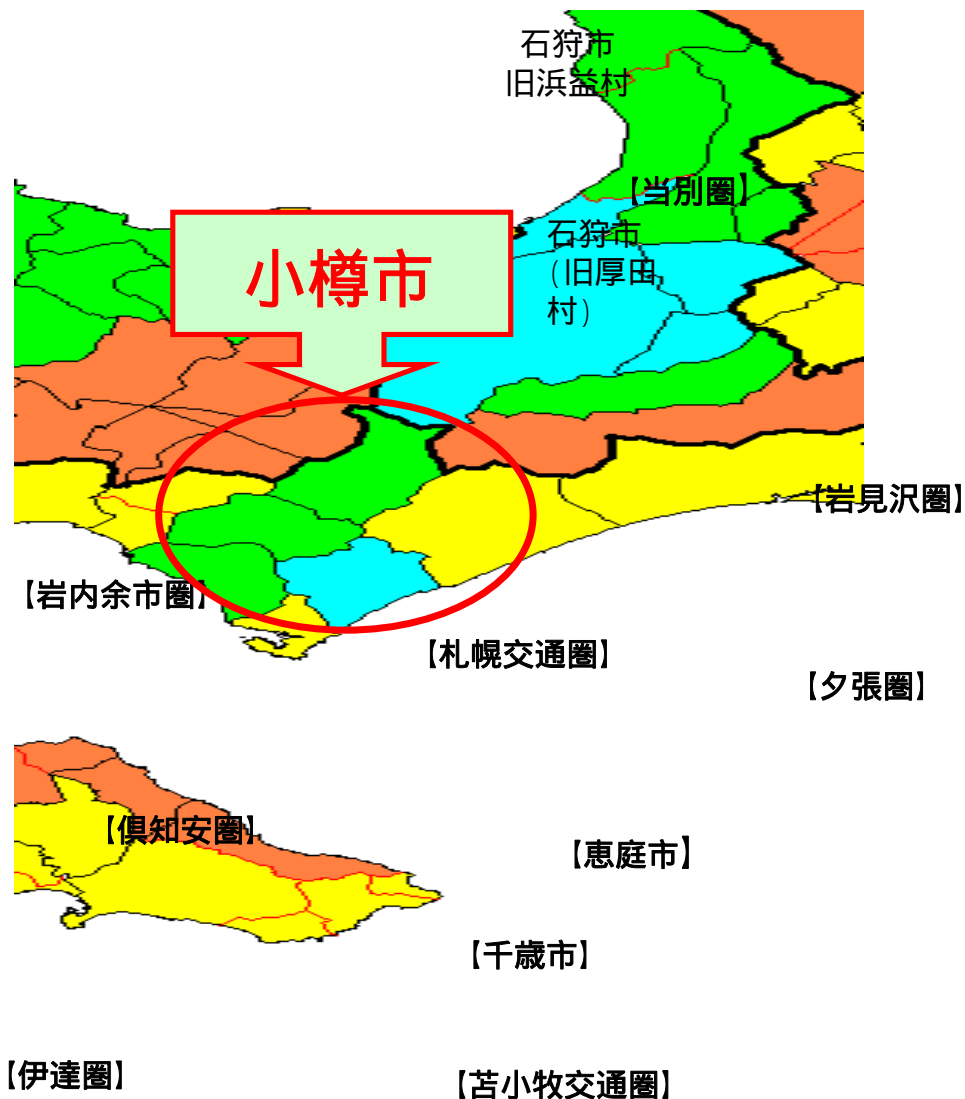 石狩市
旧浜益村
【当別圏】
石狩市
（旧厚田
村）
小樽市
【岩見沢圏】
【岩内余市圏】
【札幌交通圏】
【夕張圏】
【倶知安圏】
【恵庭市】
【千歳市】
【伊達圏】
【苫小牧交通圏】